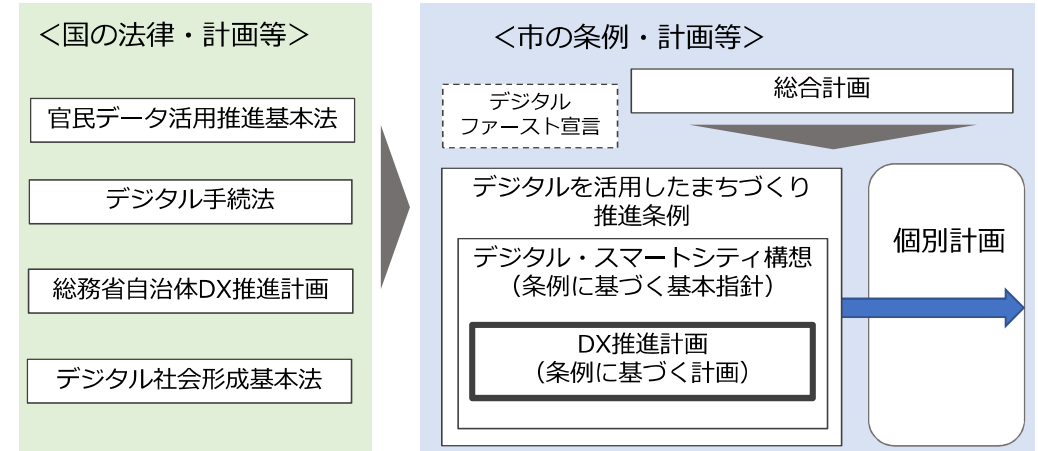 ＜国の法律・計画等＞
官民データ活用推進基本法
デジタル手続法
総務省自治体DX推進計画
デジタル社会形成基本法
＜市の条例・計画等＞
デジタル
ファースト宣言
総合計画
デジタルを活用したまちづくり
推進条例
デジタル・スマートシティ構想
（条例に基づく基本指針）
DX推進計画
（条例に基づく計画）
個別計画